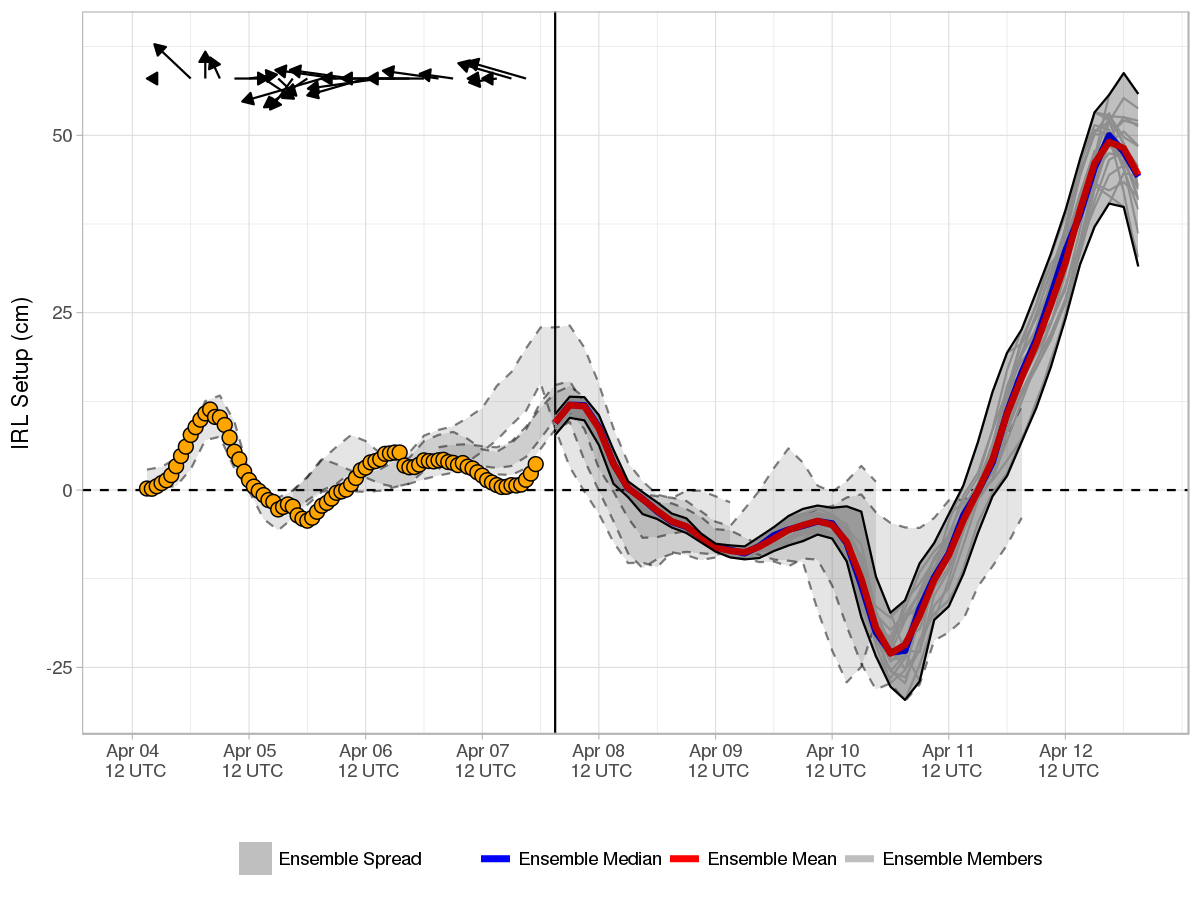 IRL Setup (cm)
50
25
0
-25
Apr 04 Apr 05 Apr 06 Apr 07 Apr 08 Apr 09 Apr 10 Apr 11 Apr 12
12 UTC 12 UTC 12 UTC 12 UTC 12 UTC 12 UTC 12 UTC 12 UTC 12 UTC
Ensemble Spread Ensemble Median Ensemble Mean Ensemble Members